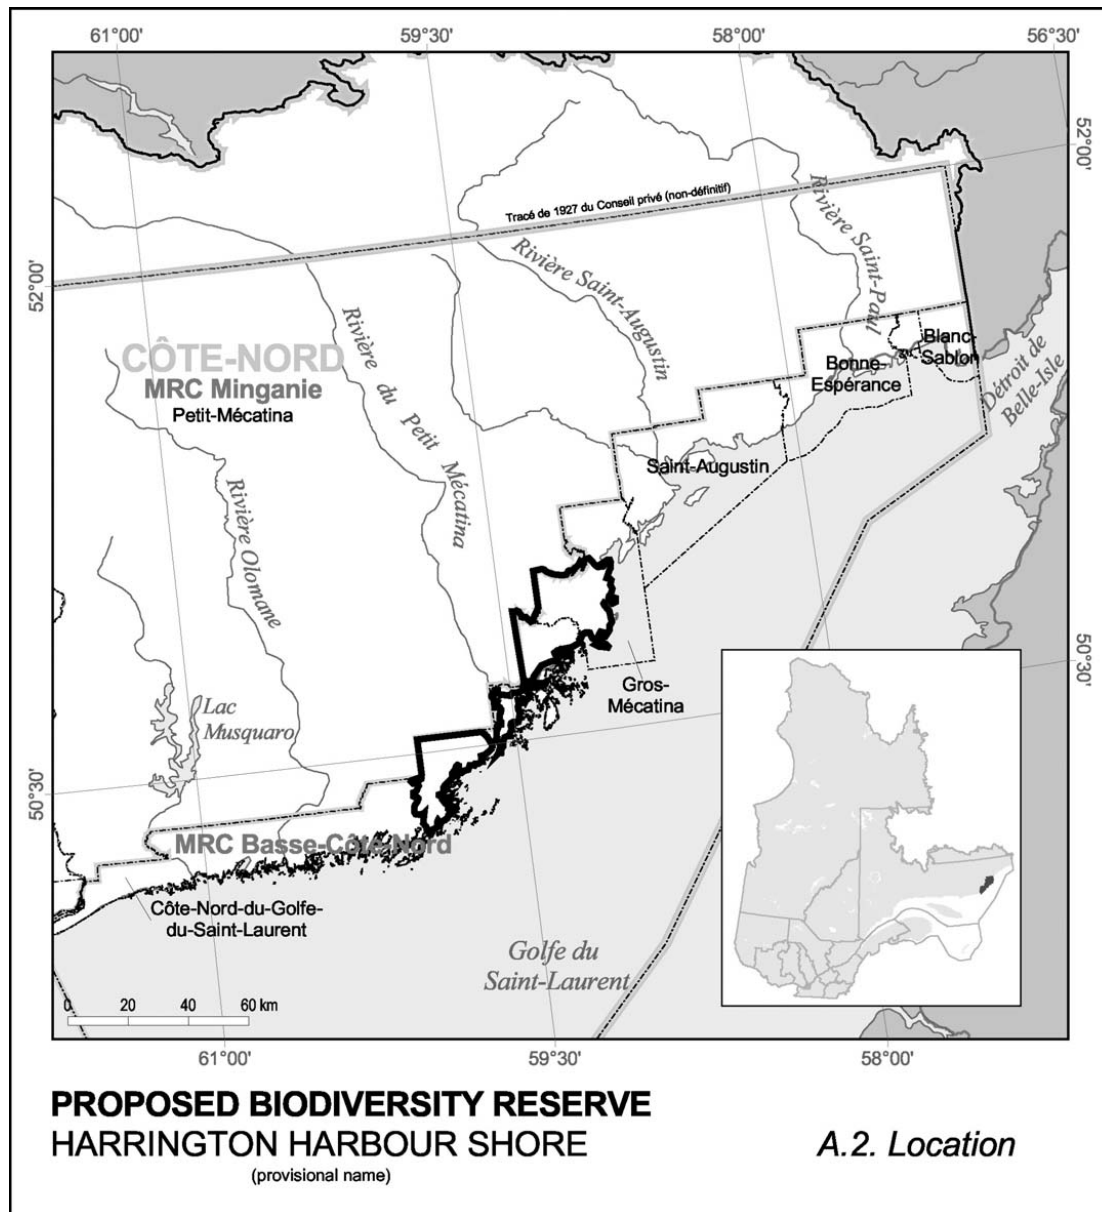 61°00'
59°30'
58°00'
56°30'
52°00'
Tracé de 1927 du Conseil privé (non-définitif)
Rivière Saint-Paul
Rivière Saint-Augustin
52°00'
Rivière du Petit Mécatina
CÔTE-NORD
MRC Minganie
Petit-Mécatina
Blanc-
Sablon
Bonne-
Espérance
Détroit de
Belle-Isle
Saint-Augustin
Rivière Olomane
50°30'
Gros-
Mécatina
Lac
Musquaro
50°30'
MRC Basse-Côte-Nord
Côte-Nord-du-Golfe-
du-Saint-Laurent
Golfe du
Saint-Laurent
0 20 40 60 km
61°00'
59°30'
58°00'
PROPOSED BIODIVERSITY RESERVE
HARRINGTON HARBOUR SHORE
(provisional name)
A.2. Location